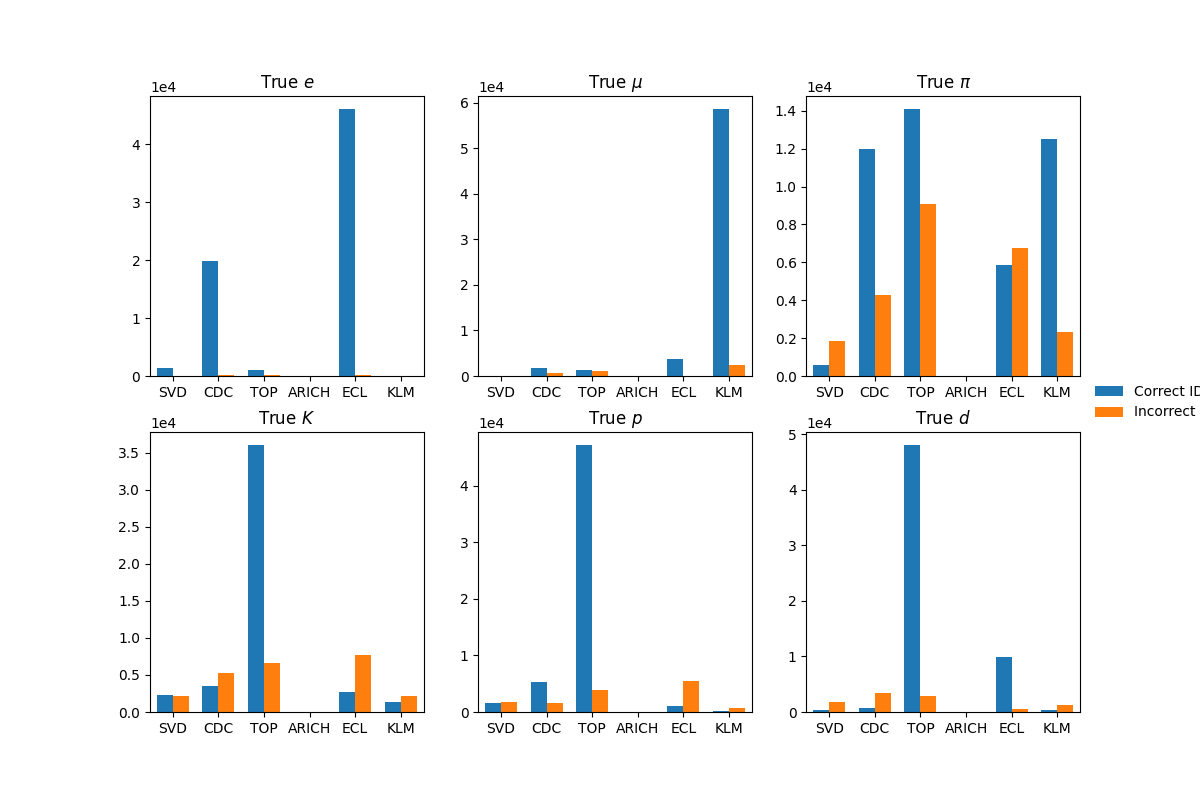 True e
True μ
True π
1e4
1e4
1e4
4
3
2
1
0
6
5
4
3
2
1
0
1.4
1.2
1.0
0.8
0.6
0.4
0.2
0.0
SVD CDC TOP ARICH ECL KLM
SVD CDC TOP ARICH ECL KLM
SVD CDC TOP ARICH ECL KLM
Correct ID
Incorrect
True K
True p
True d
1e4
1e4
1e4
3.5
3.0
2.5
2.0
1.5
1.0
0.5
0.0
4
3
2
1
0
5
4
3
2
1
0
SVD CDC TOP ARICH ECL KLM
SVD CDC TOP ARICH ECL KLM
SVD CDC TOP ARICH ECL KLM